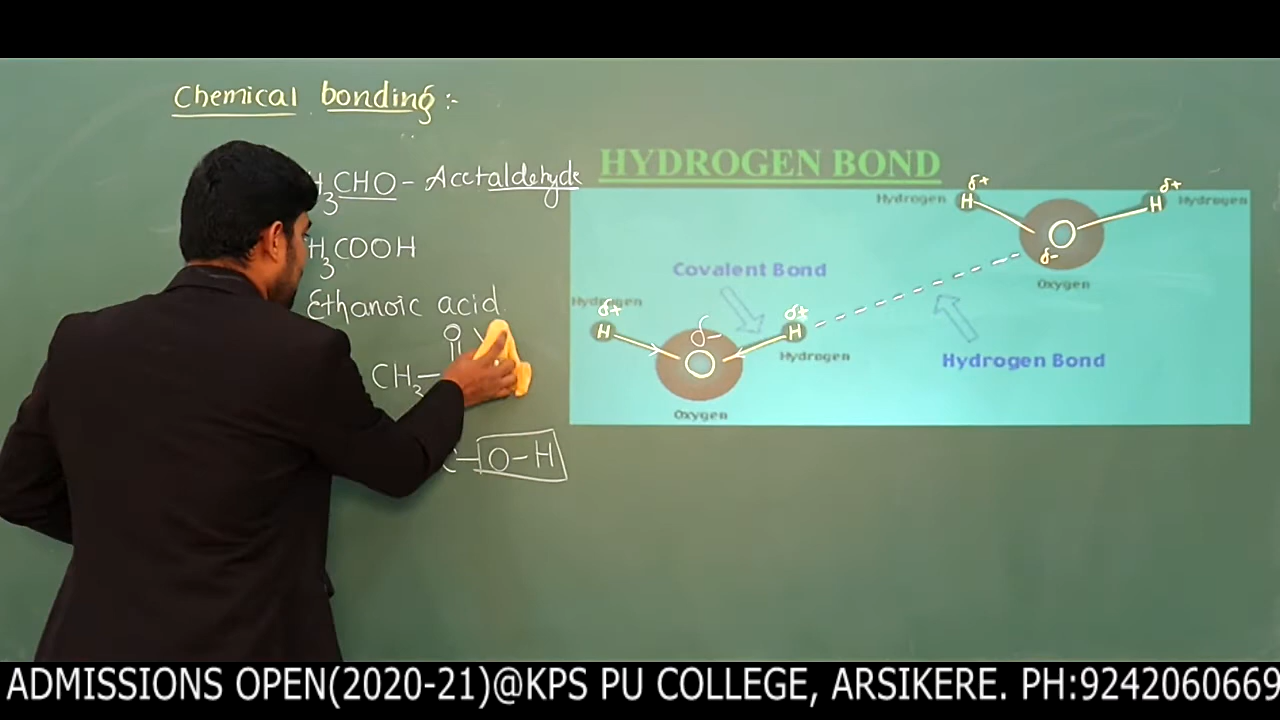 Chemical bonding :-
H3CHO - Acetaldehyde
H3COOH
Ethanoic acid
O
CH2-
C-O-H
HYDROGEN BOND
δ+ δ+
Hydrogen H H Hydrogen
O
δ-
Oxygen
Covalent Bond
Hydrogen
δ+ δ- δ+
H O H
Hydrogen
Hydrogen Bond
Oxygen
ADMISSIONS OPEN(2020-21)@KPS PU COLLEGE, ARSIKERE. PH:9242060669